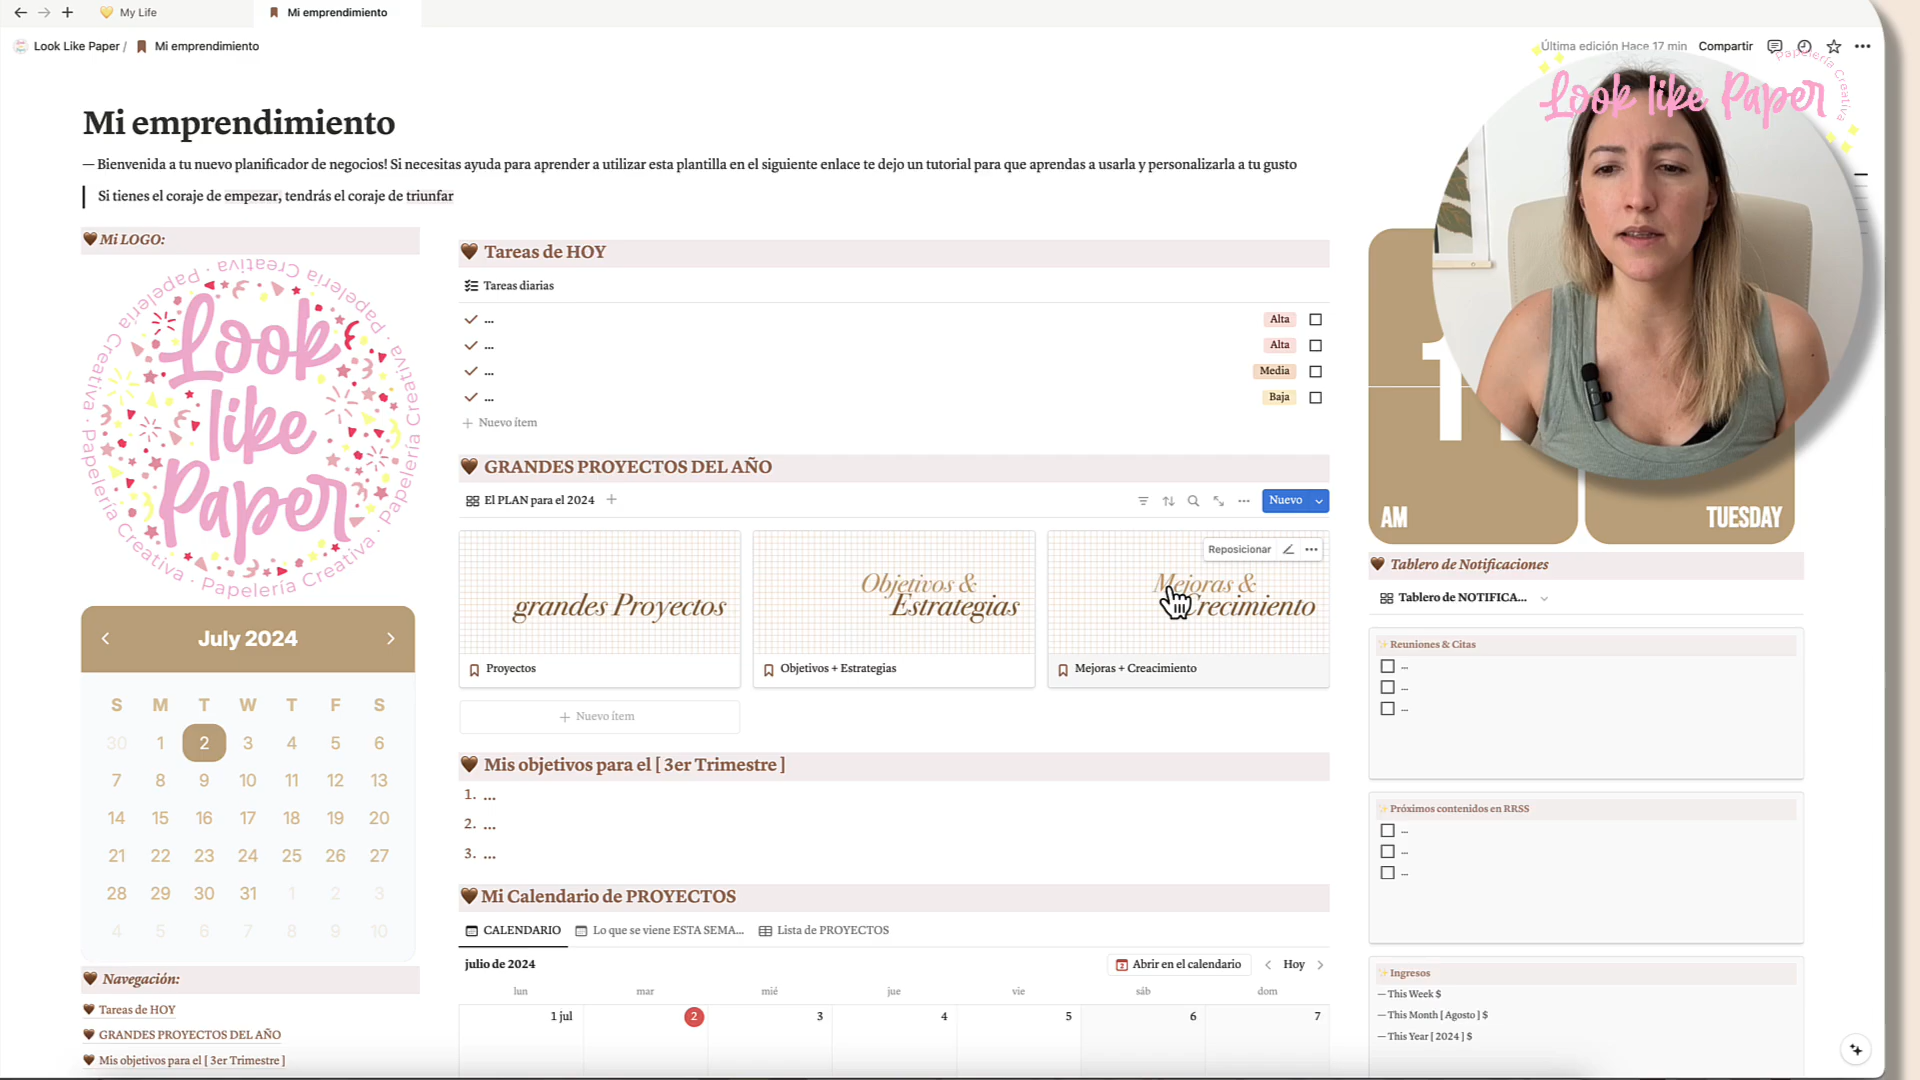 My Life
Mi emprendimiento
Look Like Paper /
Mi emprendimiento
Última edición Hace 17 min
Compartir
Look like Paper
Papelería Creativa
Mi emprendimiento
— Bienvenida a tu nuevo planificador de negocios! Si necesitas ayuda para aprender a utilizar esta plantilla en el siguiente enlace te dejo un tutorial para que aprendas a usarla y personalizarla a tu gusto
Si tienes el coraje de empezar, tendrás el coraje de triunfar
Mi LOGO:
Papelería Creativa · Papelería Creativa · Papelería Creativa · Papelería Creativa ·
Look
like
Paper
July 2024
S M T W T F S
30 1 2 3 4 5 6
7 8 9 10 11 12 13
14 15 16 17 18 19 20
21 22 23 24 25 26 27
28 29 30 31 1 2 3
4 5 6 7 8 9 10
Navegación:
Tareas de HOY
GRANDES PROYECTOS DEL AÑO
Mis objetivos para el [ 3er Trimestre ]
Tareas de HOY
Tareas diarias
... Alta
... Alta
... Media
... Baja
+ Nuevo ítem
GRANDES PROYECTOS DEL AÑO
El PLAN para el 2024 +
Nuevo
grandes Proyectos
Proyectos
Objetivos &
Estrategias
Objetivos + Estrategias
Reposicionar
Mejoras &
Crecimiento
Mejoras + Creacimiento
+ Nuevo ítem
Mis objetivos para el [ 3er Trimestre ]
1. ...
2. ...
3. ...
Mi Calendario de PROYECTOS
CALENDARIO
Lo que se viene ESTA SEMA...
Lista de PROYECTOS
julio de 2024
Abrir en el calendario
Hoy
lun mar mié jue vie sáb dom
1 jul 2 3 4 5 6 7
AM
TUESDAY
Tablero de Notificaciones
Tablero de NOTIFICA...
Reuniones & Citas
...
...
...
Próximos contenidos en RRSS
...
...
...
Ingresos
— This Week $
— This Month [ Agosto ] $
— This Year [ 2024 ] $